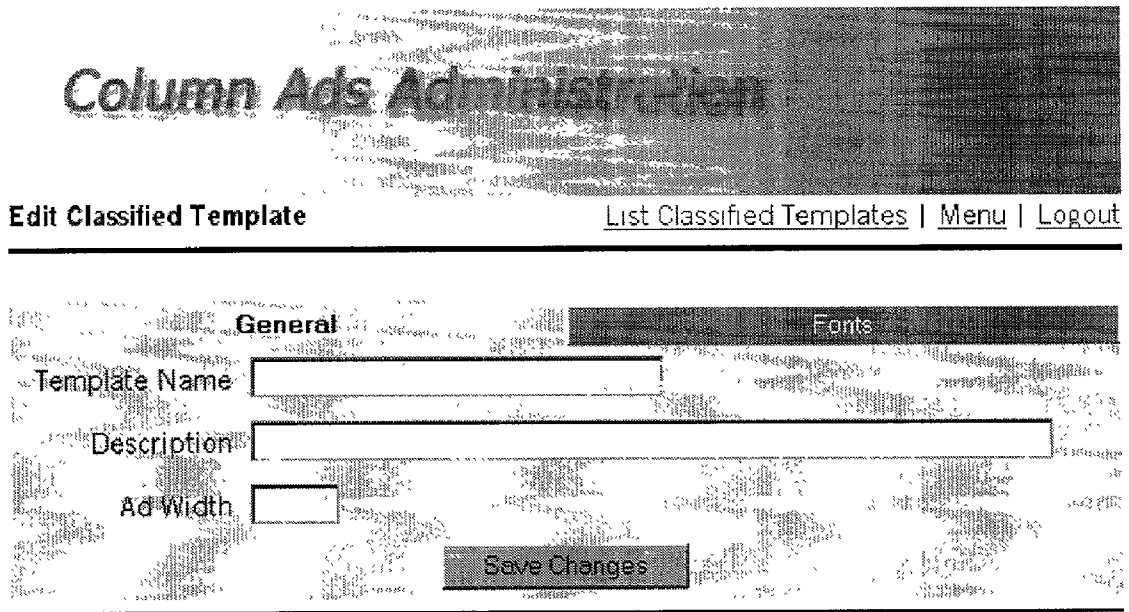 Column Ads Administration
Edit Classified Template List Classified Templates | Menu | Logout
General Fonts
Template Name
Description
Ad Width
Save Changes